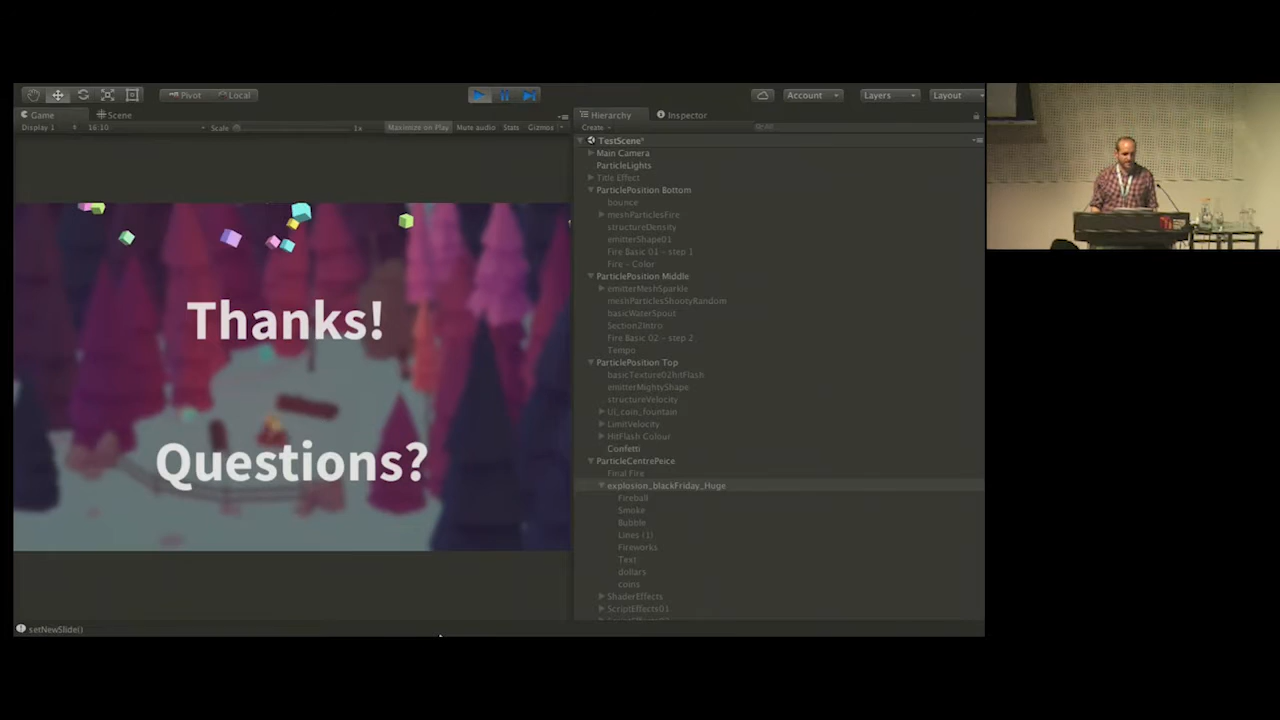 Pivot Local Account Layers Layout
Game Scene Hierarchy Inspector
Display 1 16:10 Scale 1x Maximize on Play Mute audio Stats Gizmos Create All
TestScene*
Main Camera
ParticleLights
Title Effect
ParticlePosition Bottom
bounce
meshParticlesFire
structureDensity
emitterShape01
Fire Basic 01 - step 1
Fire - Color
ParticlePosition Middle
emitterMeshSparkle
meshParticlesShootyRandom
basicWaterSpout
Section2Intro
Fire Basic 02 - step 2
Tempo
ParticlePosition Top
basicTexture02hitFlash
emitterMightyShape
structureVelocity
UI_coin_fountain
LimitVelocity
HitFlash Colour
Confetti
ParticleCentrePeice
Final Fire
explosion_blackFriday_Huge
Fireball
Smoke
Bubble
Lines (1)
Fireworks
Text
dollars
coins
ShaderEffects
ScriptEffects01
Thanks!
Questions?
setNewSlide()